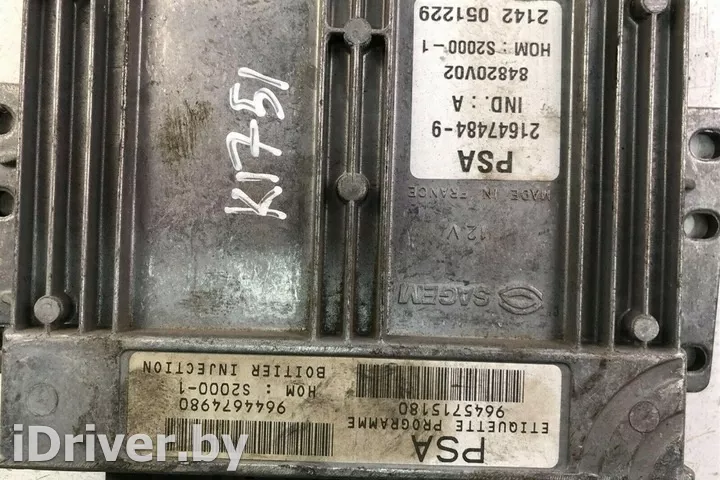 PSA
21647484-9
IND. : A
84820V02
HOM : S2000-1
2142 051229
K1751
MADE IN FRANCE
12 V
SAGEM
PSA
ETIQUETTE PROGRAMME
9645715180
9644674980
HOM : S2000-1
BOITIER INJECTION
iDriver.by